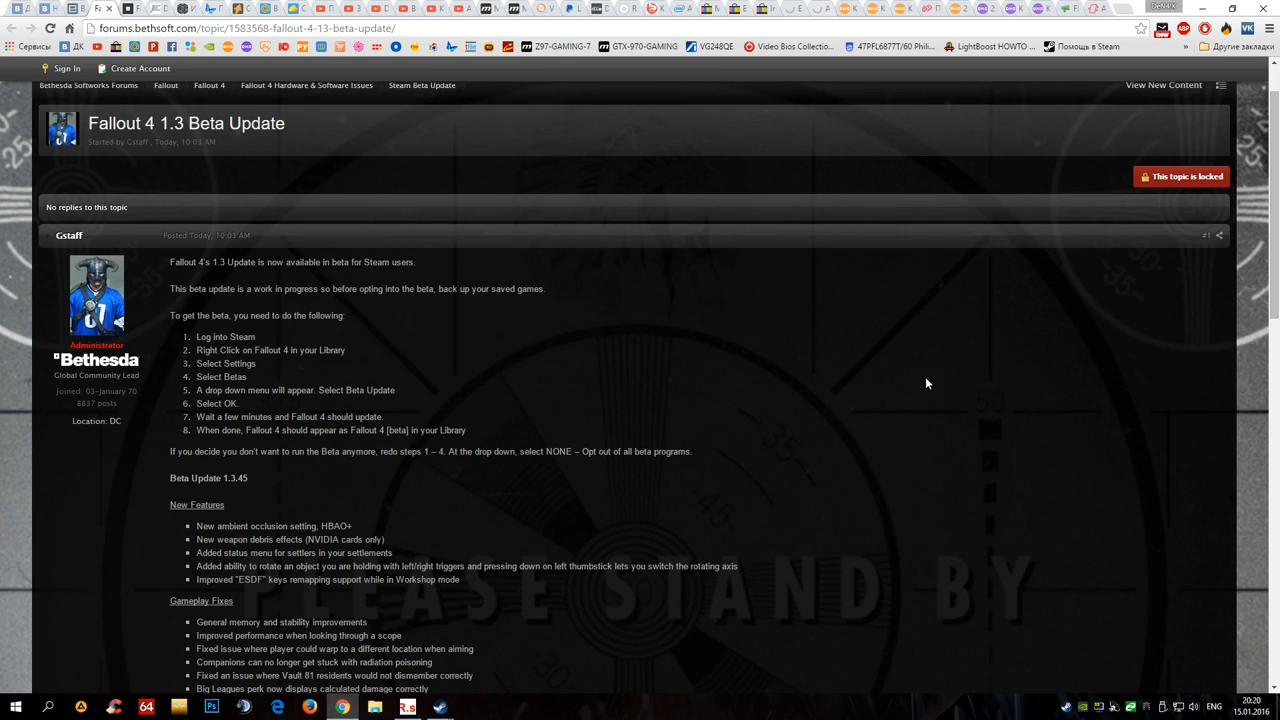 DeN4iK
forums.bethsoft.com/topic/1583568-fallout-4-13-beta-update/
Сервисы
ДК
Z97-GAMING-7
GTX-970-GAMING
VG248QE
Video Bios Collectio...
47PFL6877T/60 Phili...
LightBoost HOWTO ...
Помощь в Steam
»
Другие закладки
Sign In
Create Account
Bethesda Softworks Forums
Fallout
Fallout 4
Fallout 4 Hardware & Software Issues
Steam Beta Update
View New Content
Fallout 4 1.3 Beta Update
Started by Gstaff , Today, 10:03 AM
This topic is locked
No replies to this topic
Gstaff
Posted Today, 10:03 AM
#1
Administrator
Bethesda
Global Community Lead
Joined: 03-January 70
8837 posts
Location: DC
Fallout 4's 1.3 Update is now available in beta for Steam users.
This beta update is a work in progress so before opting into the beta, back up your saved games.
To get the beta, you need to do the following:
1. Log into Steam
2. Right Click on Fallout 4 in your Library
3. Select Settings
4. Select Betas
5. A drop down menu will appear. Select Beta Update
6. Select OK.
7. Wait a few minutes and Fallout 4 should update.
8. When done, Fallout 4 should appear as Fallout 4 [beta] in your Library
If you decide you don't want to run the Beta anymore, redo steps 1 – 4. At the drop down, select NONE – Opt out of all beta programs.
Beta Update 1.3.45
New Features
New ambient occlusion setting, HBAO+
New weapon debris effects (NVIDIA cards only)
Added status menu for settlers in your settlements
Added ability to rotate an object you are holding with left/right triggers and pressing down on left thumbstick lets you switch the rotating axis
Improved "ESDF" keys remapping support while in Workshop mode
PLEASE STAND BY
Gameplay Fixes
General memory and stability improvements
Improved performance when looking through a scope
Fixed issue where player could warp to a different location when aiming
Companions can no longer get stuck with radiation poisoning
Fixed an issue where Vault 81 residents would not dismember correctly
Big Leagues perk now displays calculated damage correctly
64
Ps
R.s
ENG
20:20
15.01.2016